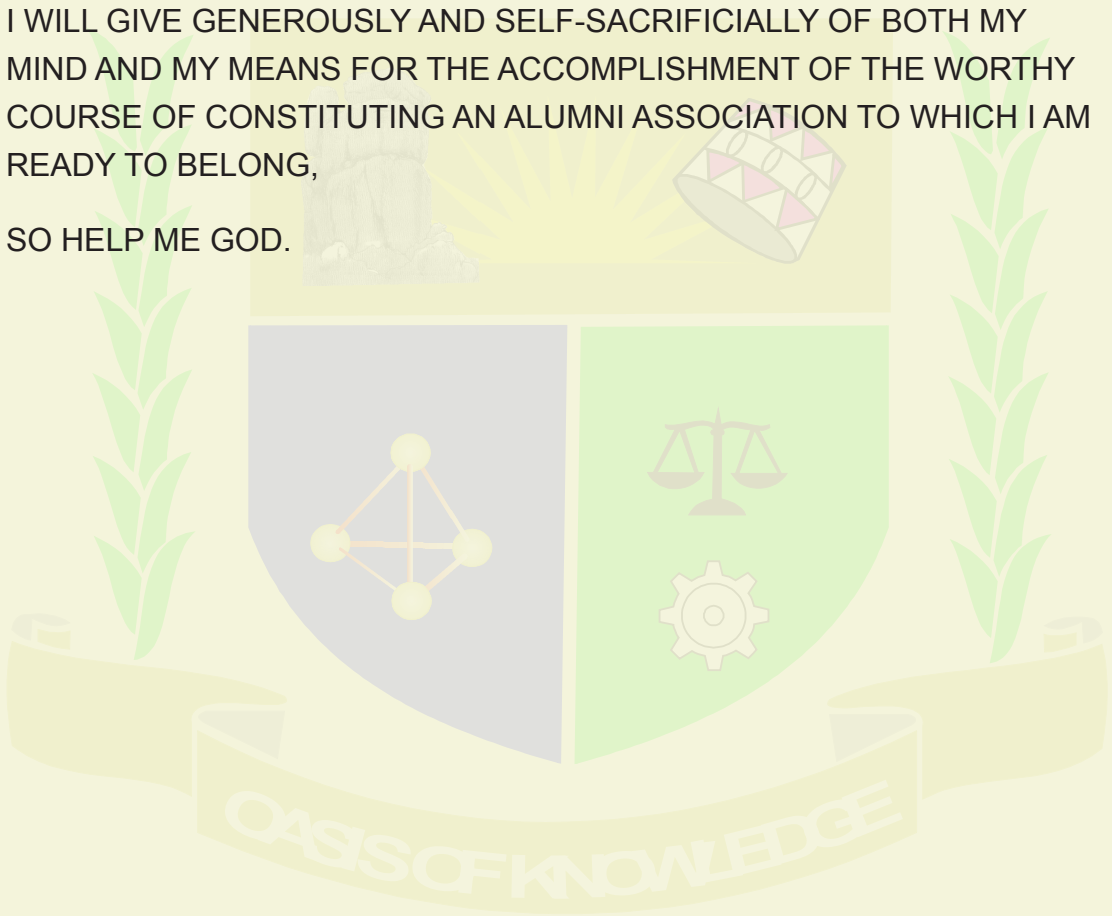 I WILL GIVE GENEROUSLY AND SELF-SACRIFICIALLY OF BOTH MY
MIND AND MY MEANS FOR THE ACCOMPLISHMENT OF THE WORTHY
COURSE OF CONSTITUTING AN ALUMNI ASSOCIATION TO WHICH I AM
READY TO BELONG,
SO HELP ME GOD.
OASIS OF KNOWLEDGE